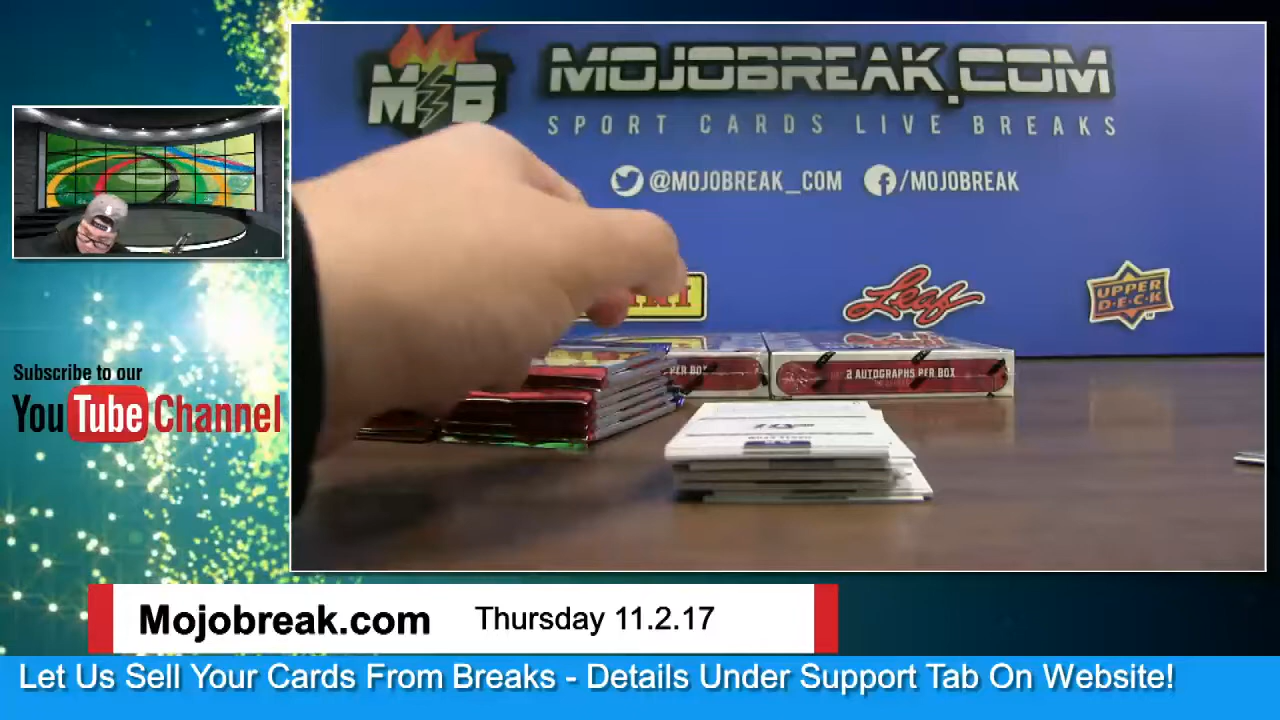 MB
MOJOBREAK.COM
SPORT CARDS LIVE BREAKS
@MOJOBREAK_COM
/MOJOBREAK
Leaf
UPPER
D·E·C·K
PER BOX
2 AUTOGRAPHS PER BOX
Subscribe to our
YouTube Channel
Mojobreak.com
Thursday 11.2.17
Let Us Sell Your Cards From Breaks - Details Under Support Tab On Website!